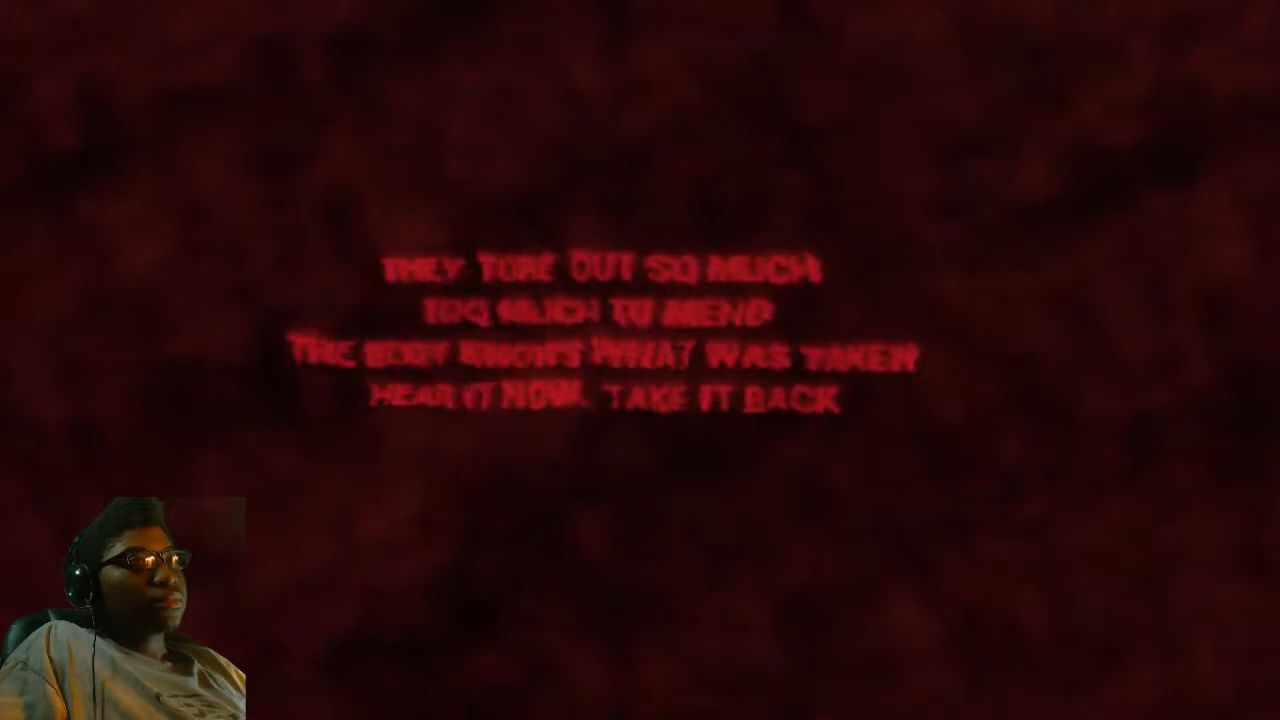 THEY TORE OUT SO MUCH
TOO MUCH TO MEND
THE BODY KNOWS WHAT WAS TAKEN
HEAR IT NOW. TAKE IT BACK